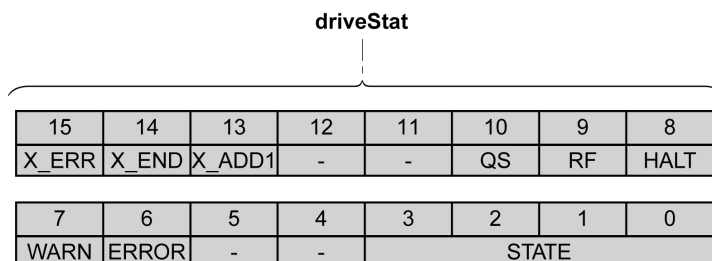 driveStat
15 14 13 12 11 10 9 8
X_ERR X_END X_ADD1 - - QS RF HALT
7 6 5 4 3 2 1 0
WARN ERROR - - STATE